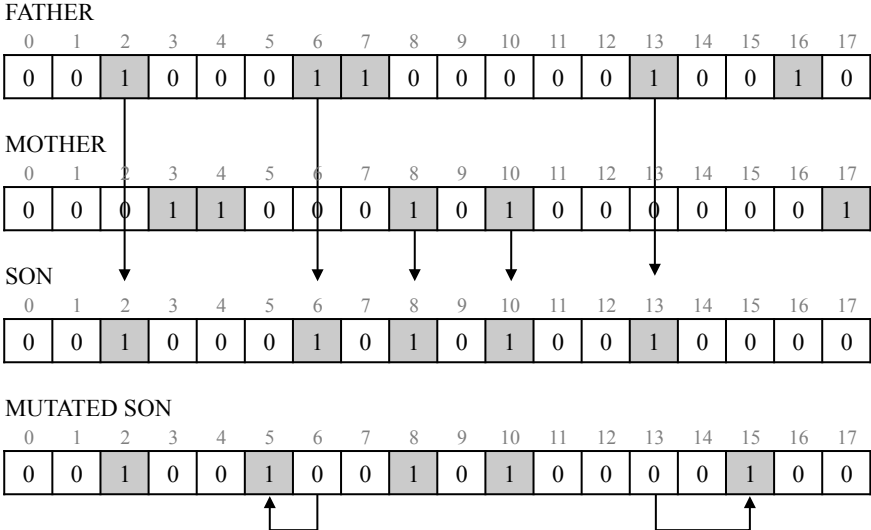 FATHER
0 1 2 3 4 5 6 7 8 9 10 11 12 13 14 15 16 17
0 0 1 0 0 0 1 1 0 0 0 0 0 1 0 0 1 0
MOTHER
0 1 2 3 4 5 6 7 8 9 10 11 12 13 14 15 16 17
0 0 0 1 1 0 0 0 1 0 1 0 0 0 0 0 0 1
SON
0 1 2 3 4 5 6 7 8 9 10 11 12 13 14 15 16 17
0 0 1 0 0 0 1 0 1 0 1 0 0 1 0 0 0 0
MUTATED SON
0 1 2 3 4 5 6 7 8 9 10 11 12 13 14 15 16 17
0 0 1 0 0 1 0 0 1 0 1 0 0 0 0 1 0 0